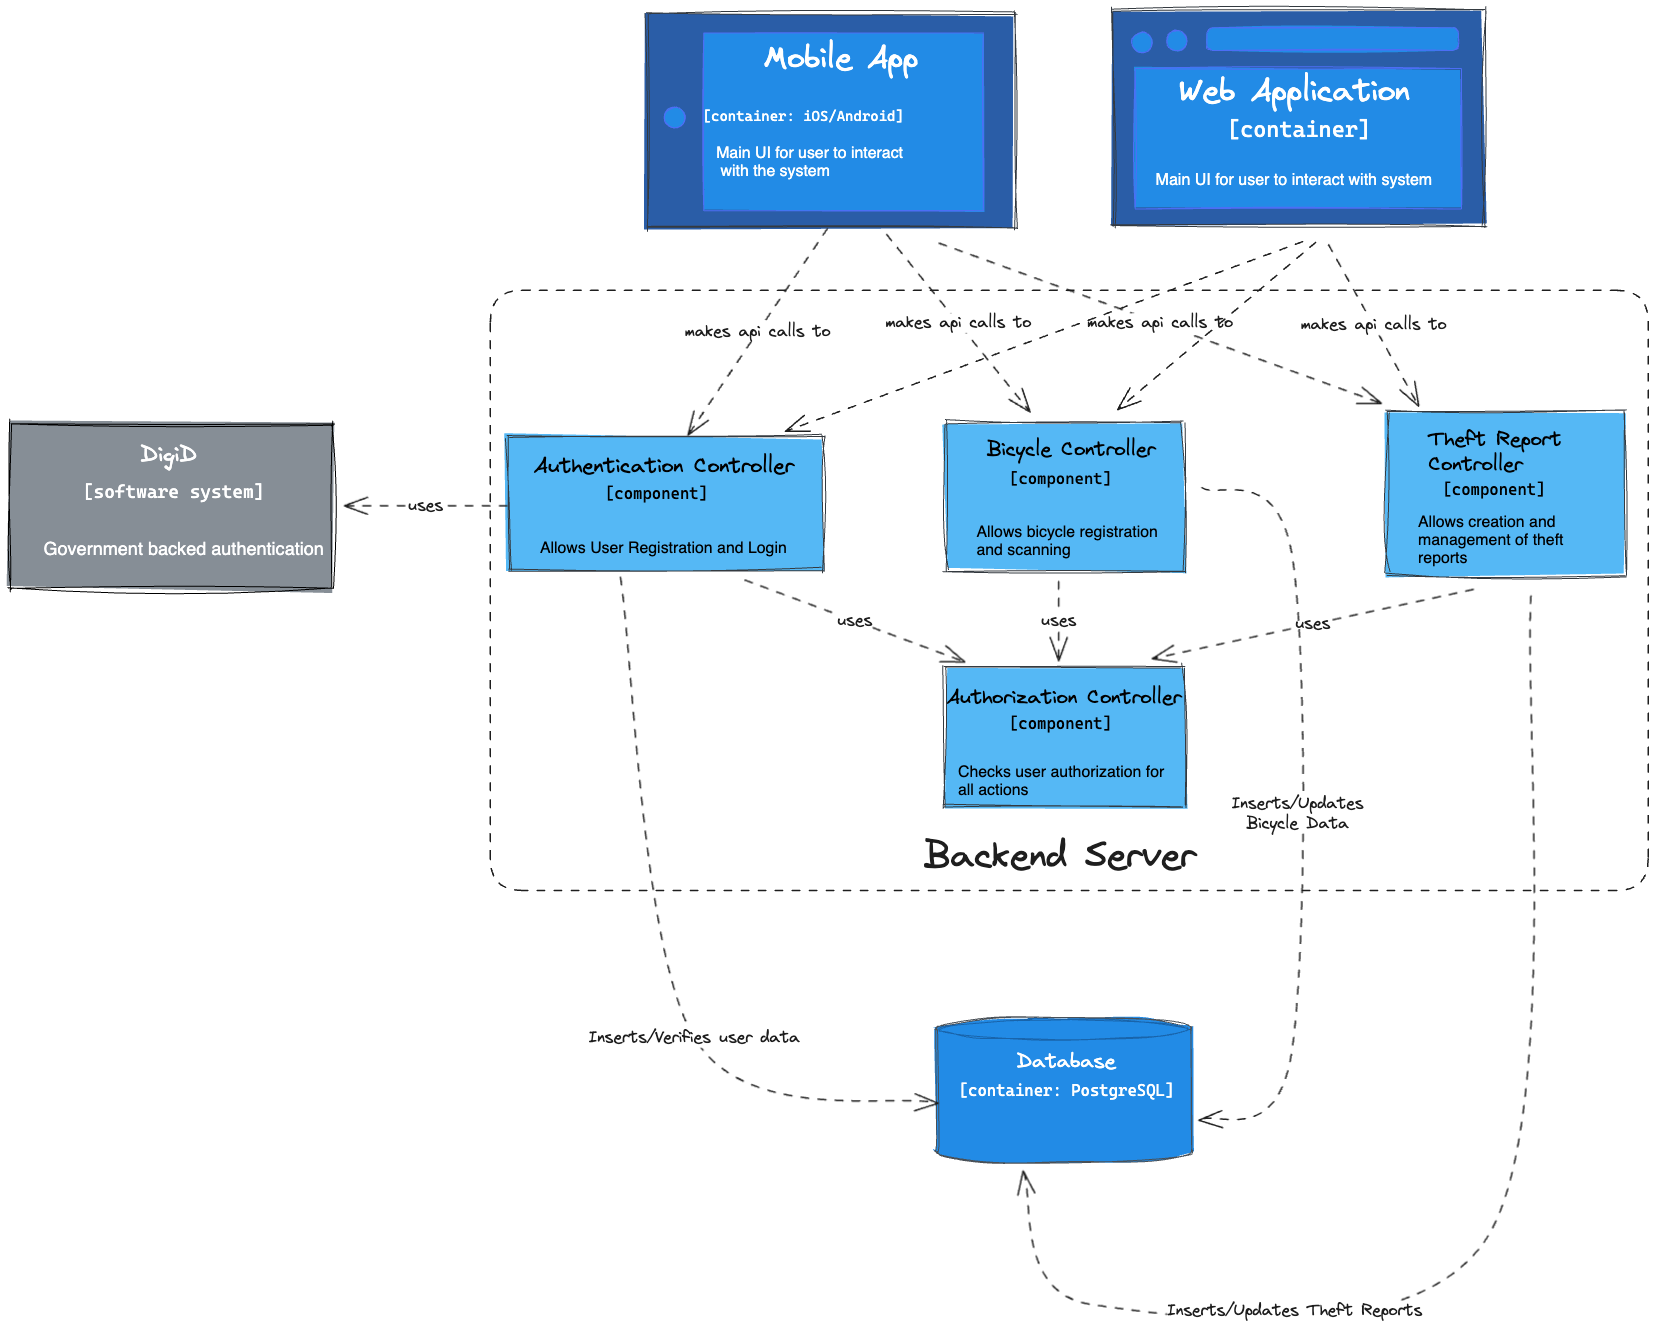 Mobile App
[container: iOS/Android]
Main UI for user to interact
with the system
Web Application
[container]
Main UI for user to interact with system
makes api calls to
makes api calls to
makes api calls to
makes api calls to
DigiD
[software system]
Government backed authentication
uses
Authentication Controller
[component]
Allows User Registration and Login
Bicycle Controller
[component]
Allows bicycle registration
and scanning
Theft Report
Controller
[component]
Allows creation and
management of theft
reports
uses
uses
uses
Authorization Controller
[component]
Checks user authorization for
all actions
Inserts/Updates
Bicycle Data
Backend Server
Inserts/Verifies user data
Database
[container: PostgreSQL]
Inserts/Updates Theft Reports